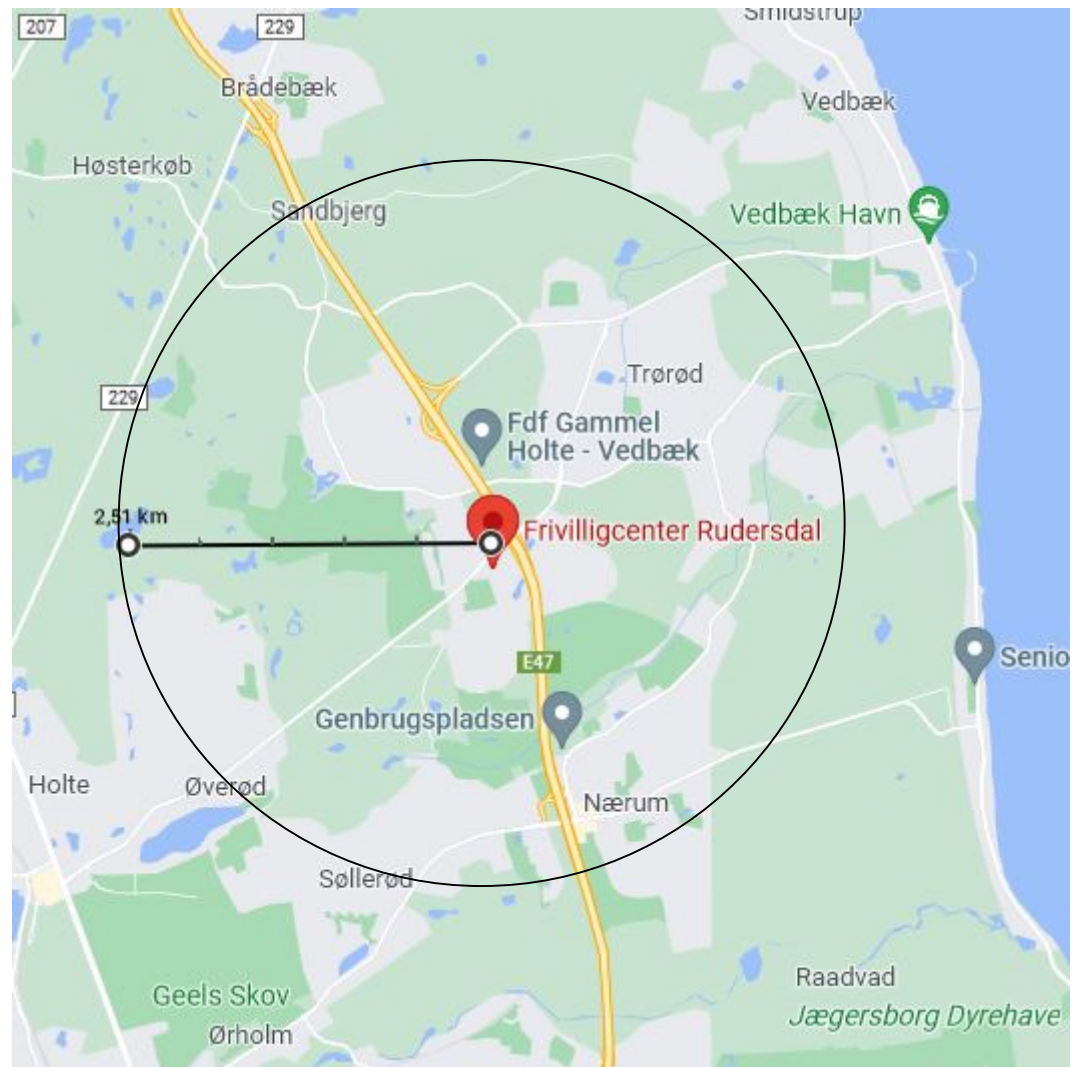 Smidstrup
207
229
Brådebæk
Vedbæk
Høsterkøb
Sandbjerg
Vedbæk Havn
Trørød
229
Fdf Gammel
Holte - Vedbæk
2,51 km
Frivilligcenter Rudersdal
E47
Senio
Genbrugspladsen
Holte
Øverød
Nærum
Søllerød
Raadvad
Geels Skov
Jægersborg Dyrehave
Ørholm